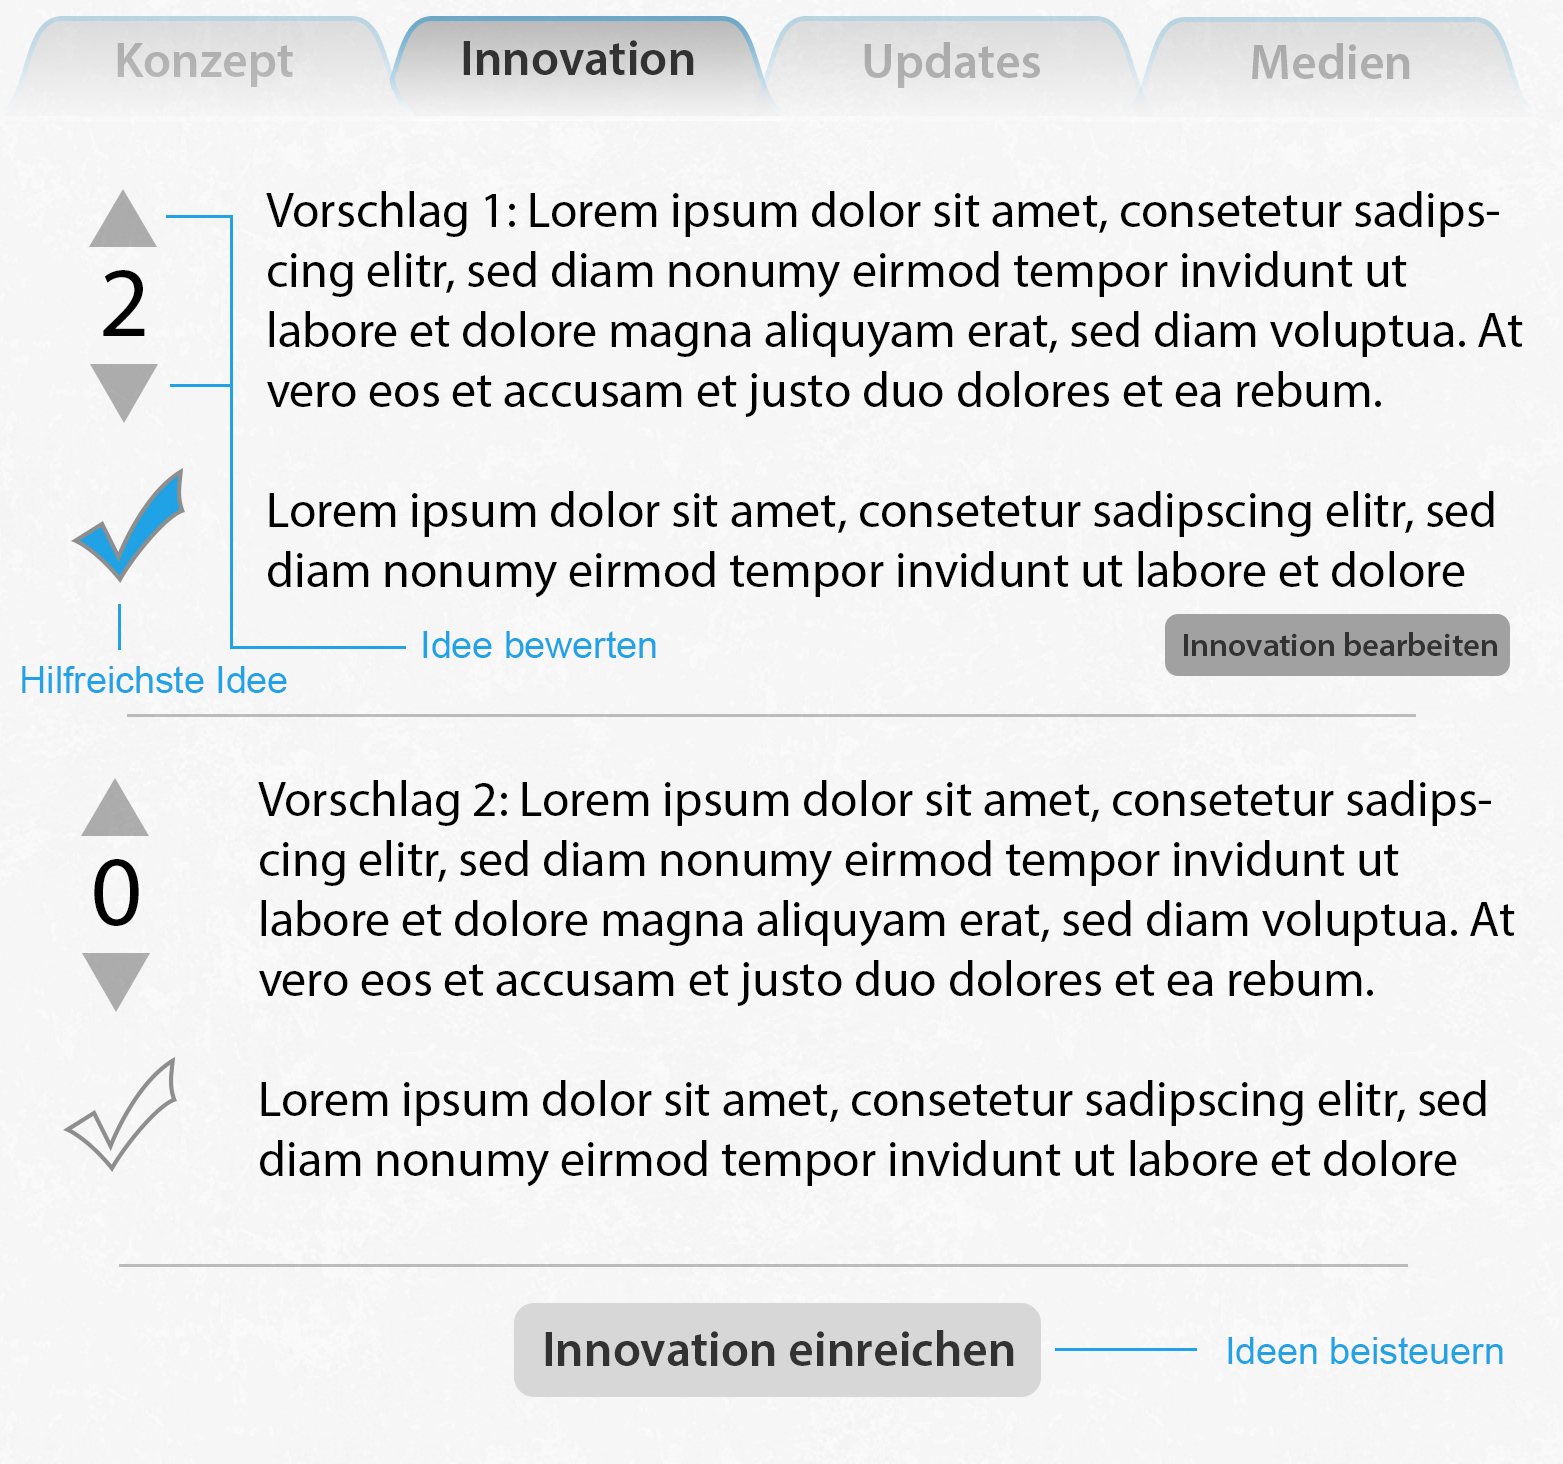 Konzept Innovation Updates Medien
2
Vorschlag 1: Lorem ipsum dolor sit amet, consetetur sadips-
cing elitr, sed diam nonumy eirmod tempor invidunt ut
labore et dolore magna aliquyam erat, sed diam voluptua. At
vero eos et accusam et justo duo dolores et ea rebum.
Lorem ipsum dolor sit amet, consetetur sadipscing elitr, sed
diam nonumy eirmod tempor invidunt ut labore et dolore
Idee bewerten
Innovation bearbeiten
Hilfreichste Idee
0
Vorschlag 2: Lorem ipsum dolor sit amet, consetetur sadips-
cing elitr, sed diam nonumy eirmod tempor invidunt ut
labore et dolore magna aliquyam erat, sed diam voluptua. At
vero eos et accusam et justo duo dolores et ea rebum.
Lorem ipsum dolor sit amet, consetetur sadipscing elitr, sed
diam nonumy eirmod tempor invidunt ut labore et dolore
Innovation einreichen
Ideen beisteuern